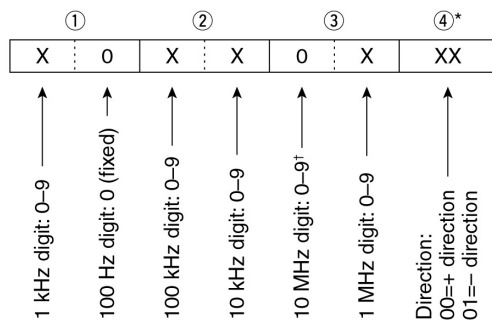 ① ② ③ ④*
X 0 X X 0 X XX
1 kHz digit: 0–9
100 Hz digit: 0 (fixed)
100 kHz digit: 0–9
10 kHz digit: 0–9
10 MHz digit: 0–9†
1 MHz digit: 0–9
Direction:
00=+ direction
01=– direction